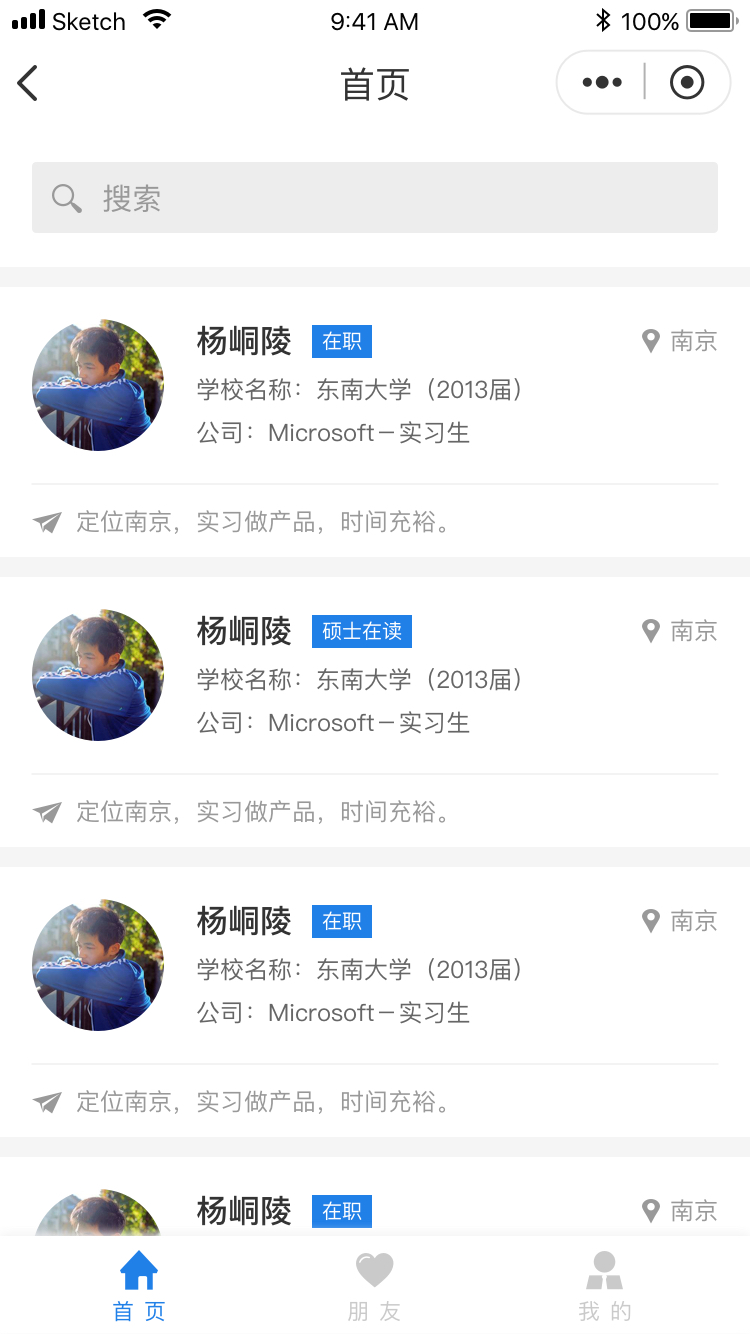 Sketch 9:41 AM 100%
首页
搜索
杨峒陵 在职 南京
学校名称：东南大学（2013届）
公司：Microsoft－实习生
定位南京，实习做产品，时间充裕。
杨峒陵 硕士在读 南京
学校名称：东南大学（2013届）
公司：Microsoft－实习生
定位南京，实习做产品，时间充裕。
杨峒陵 在职 南京
学校名称：东南大学（2013届）
公司：Microsoft－实习生
定位南京，实习做产品，时间充裕。
杨峒陵 在职 南京
首 页 朋 友 我 的